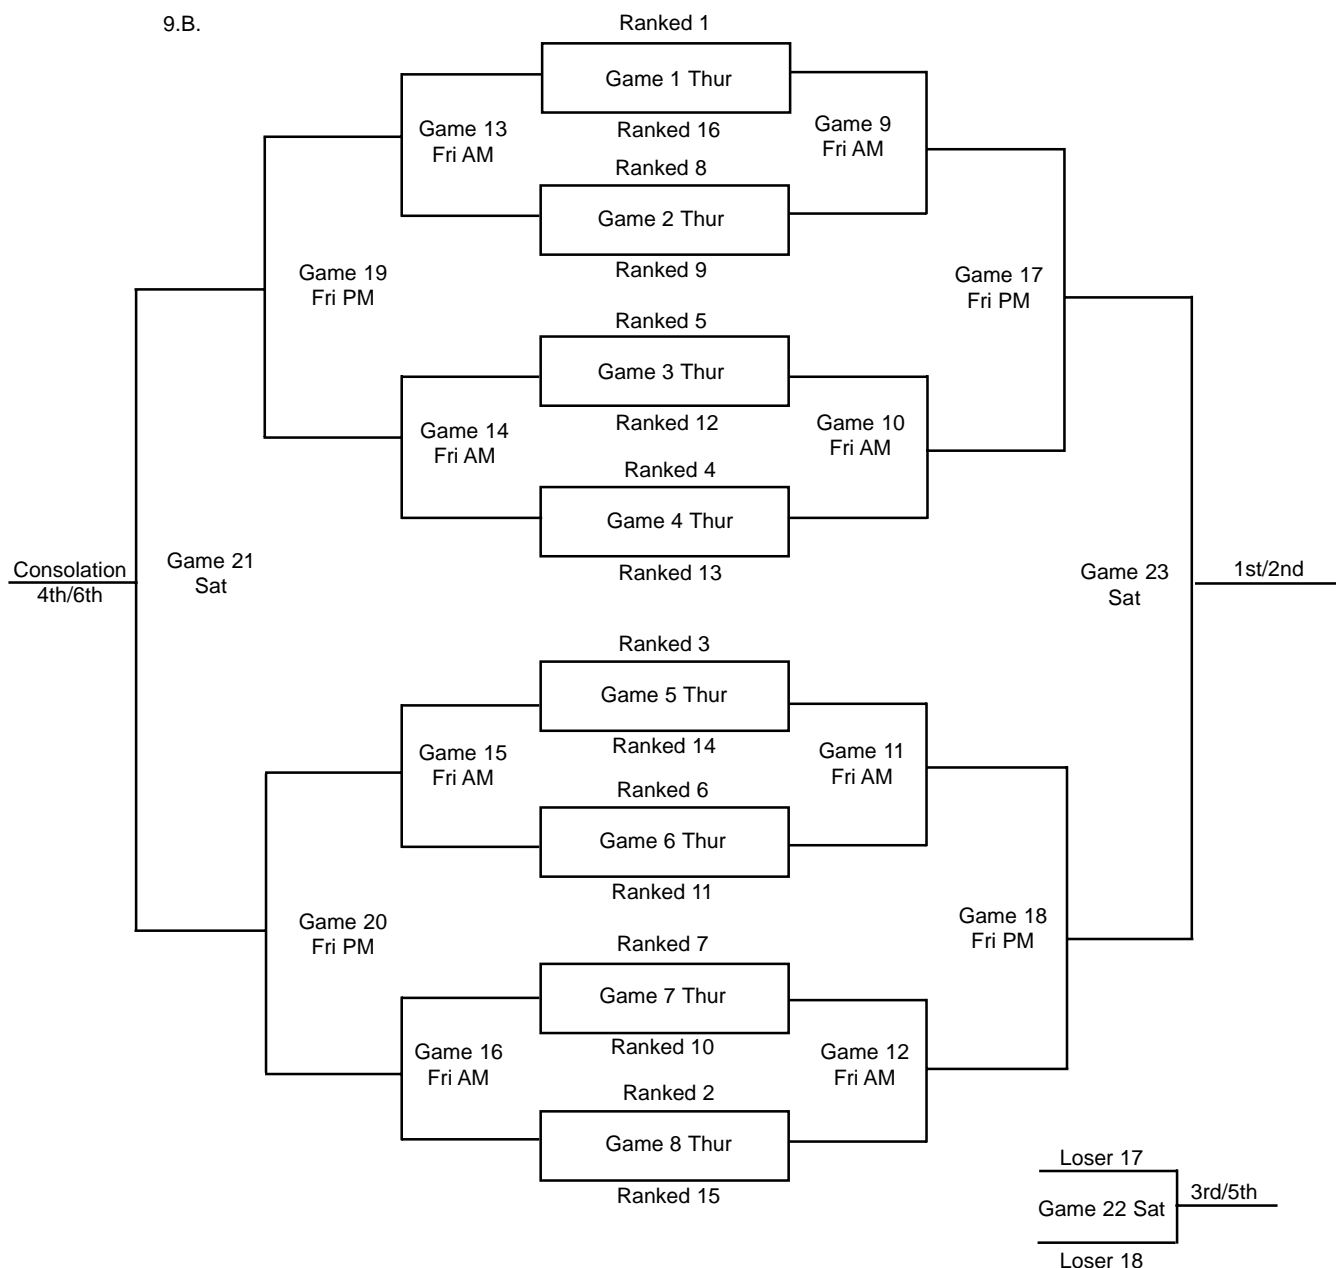 9.B.
Ranked 1
Game 1 Thur
Ranked 16
Game 13
Fri AM
Game 9
Fri AM
Ranked 8
Game 2 Thur
Ranked 9
Game 19
Fri PM
Game 17
Fri PM
Ranked 5
Game 3 Thur
Ranked 12
Game 14
Fri AM
Game 10
Fri AM
Ranked 4
Game 4 Thur
Ranked 13
Consolation
4th/6th
Game 21
Sat
Game 23
Sat
1st/2nd
Ranked 3
Game 5 Thur
Ranked 14
Game 15
Fri AM
Game 11
Fri AM
Ranked 6
Game 6 Thur
Ranked 11
Game 20
Fri PM
Game 18
Fri PM
Ranked 7
Game 7 Thur
Ranked 10
Game 16
Fri AM
Game 12
Fri AM
Ranked 2
Game 8 Thur
Ranked 15
Loser 17
Game 22 Sat
3rd/5th
Loser 18